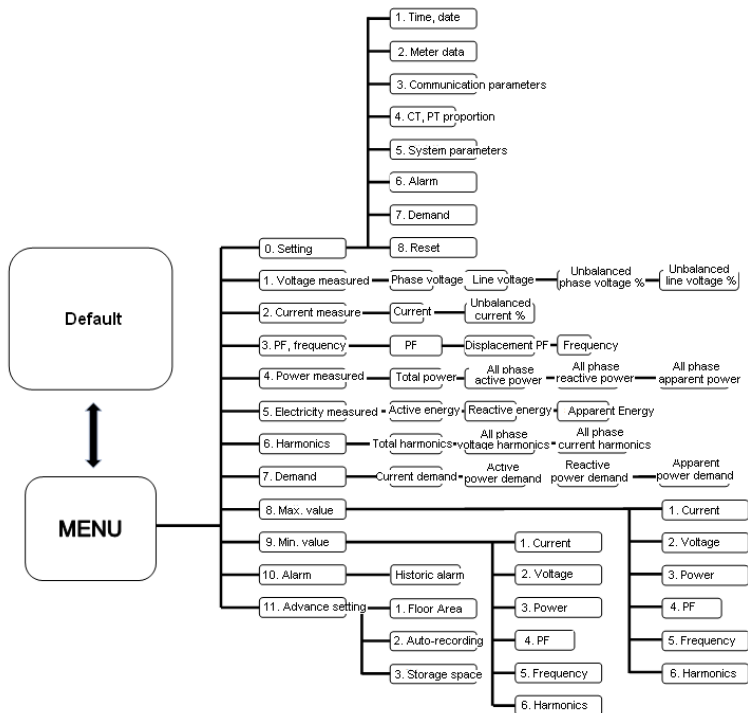 1. Time, date
2. Meter data
3. Communication parameters
4. CT, PT proportion
5. System parameters
6. Alarm
7. Demand
8. Reset
Default
MENU
0. Setting
1. Voltage measured
Phase voltage
Line voltage
Unbalanced
phase voltage %
Unbalanced
line voltage %
2. Current measure
Current
Unbalanced
current %
3. PF, frequency
PF
Displacement PF
Frequency
4. Power measured
Total power
All phase
active power
All phase
reactive power
All phase
apparent power
5. Electricity measured
Active energy
Reactive energy
Apparent Energy
6. Harmonics
Total harmonics
All phase
voltage harmonics
All phase
current harmonics
7. Demand
Current demand
Active
power demand
Reactive
power demand
Apparent
power demand
8. Max. value
1. Current
2. Voltage
3. Power
4. PF
5. Frequency
6. Harmonics
9. Min. value
1. Current
2. Voltage
3. Power
4. PF
5. Frequency
6. Harmonics
10. Alarm
Historic alarm
11. Advance setting
1. Floor Area
2. Auto-recording
3. Storage space